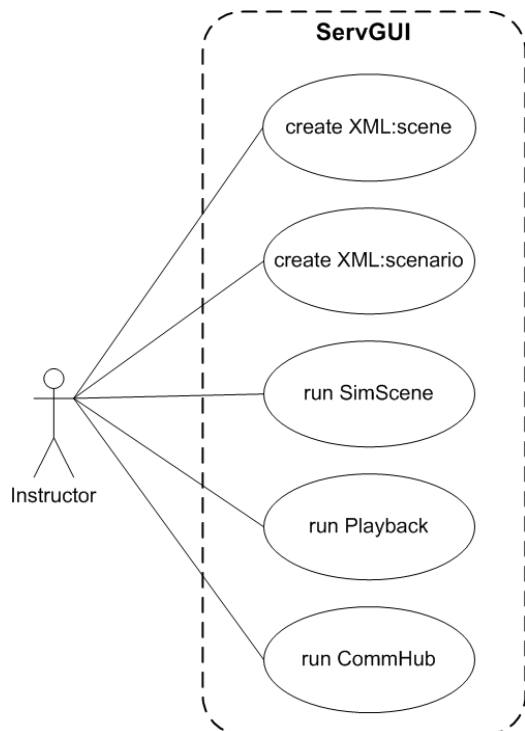 ServGUI
create XML:scene
create XML:scenario
run SimScene
Instructor
run Playback
run CommHub